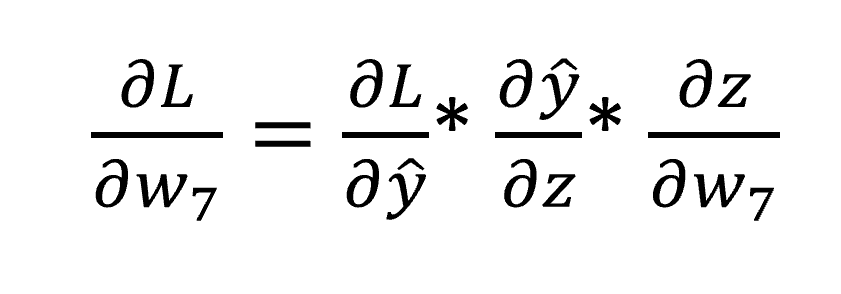 ∂L/∂w₇ = ∂L/∂ŷ * ∂ŷ/∂z * ∂z/∂w₇